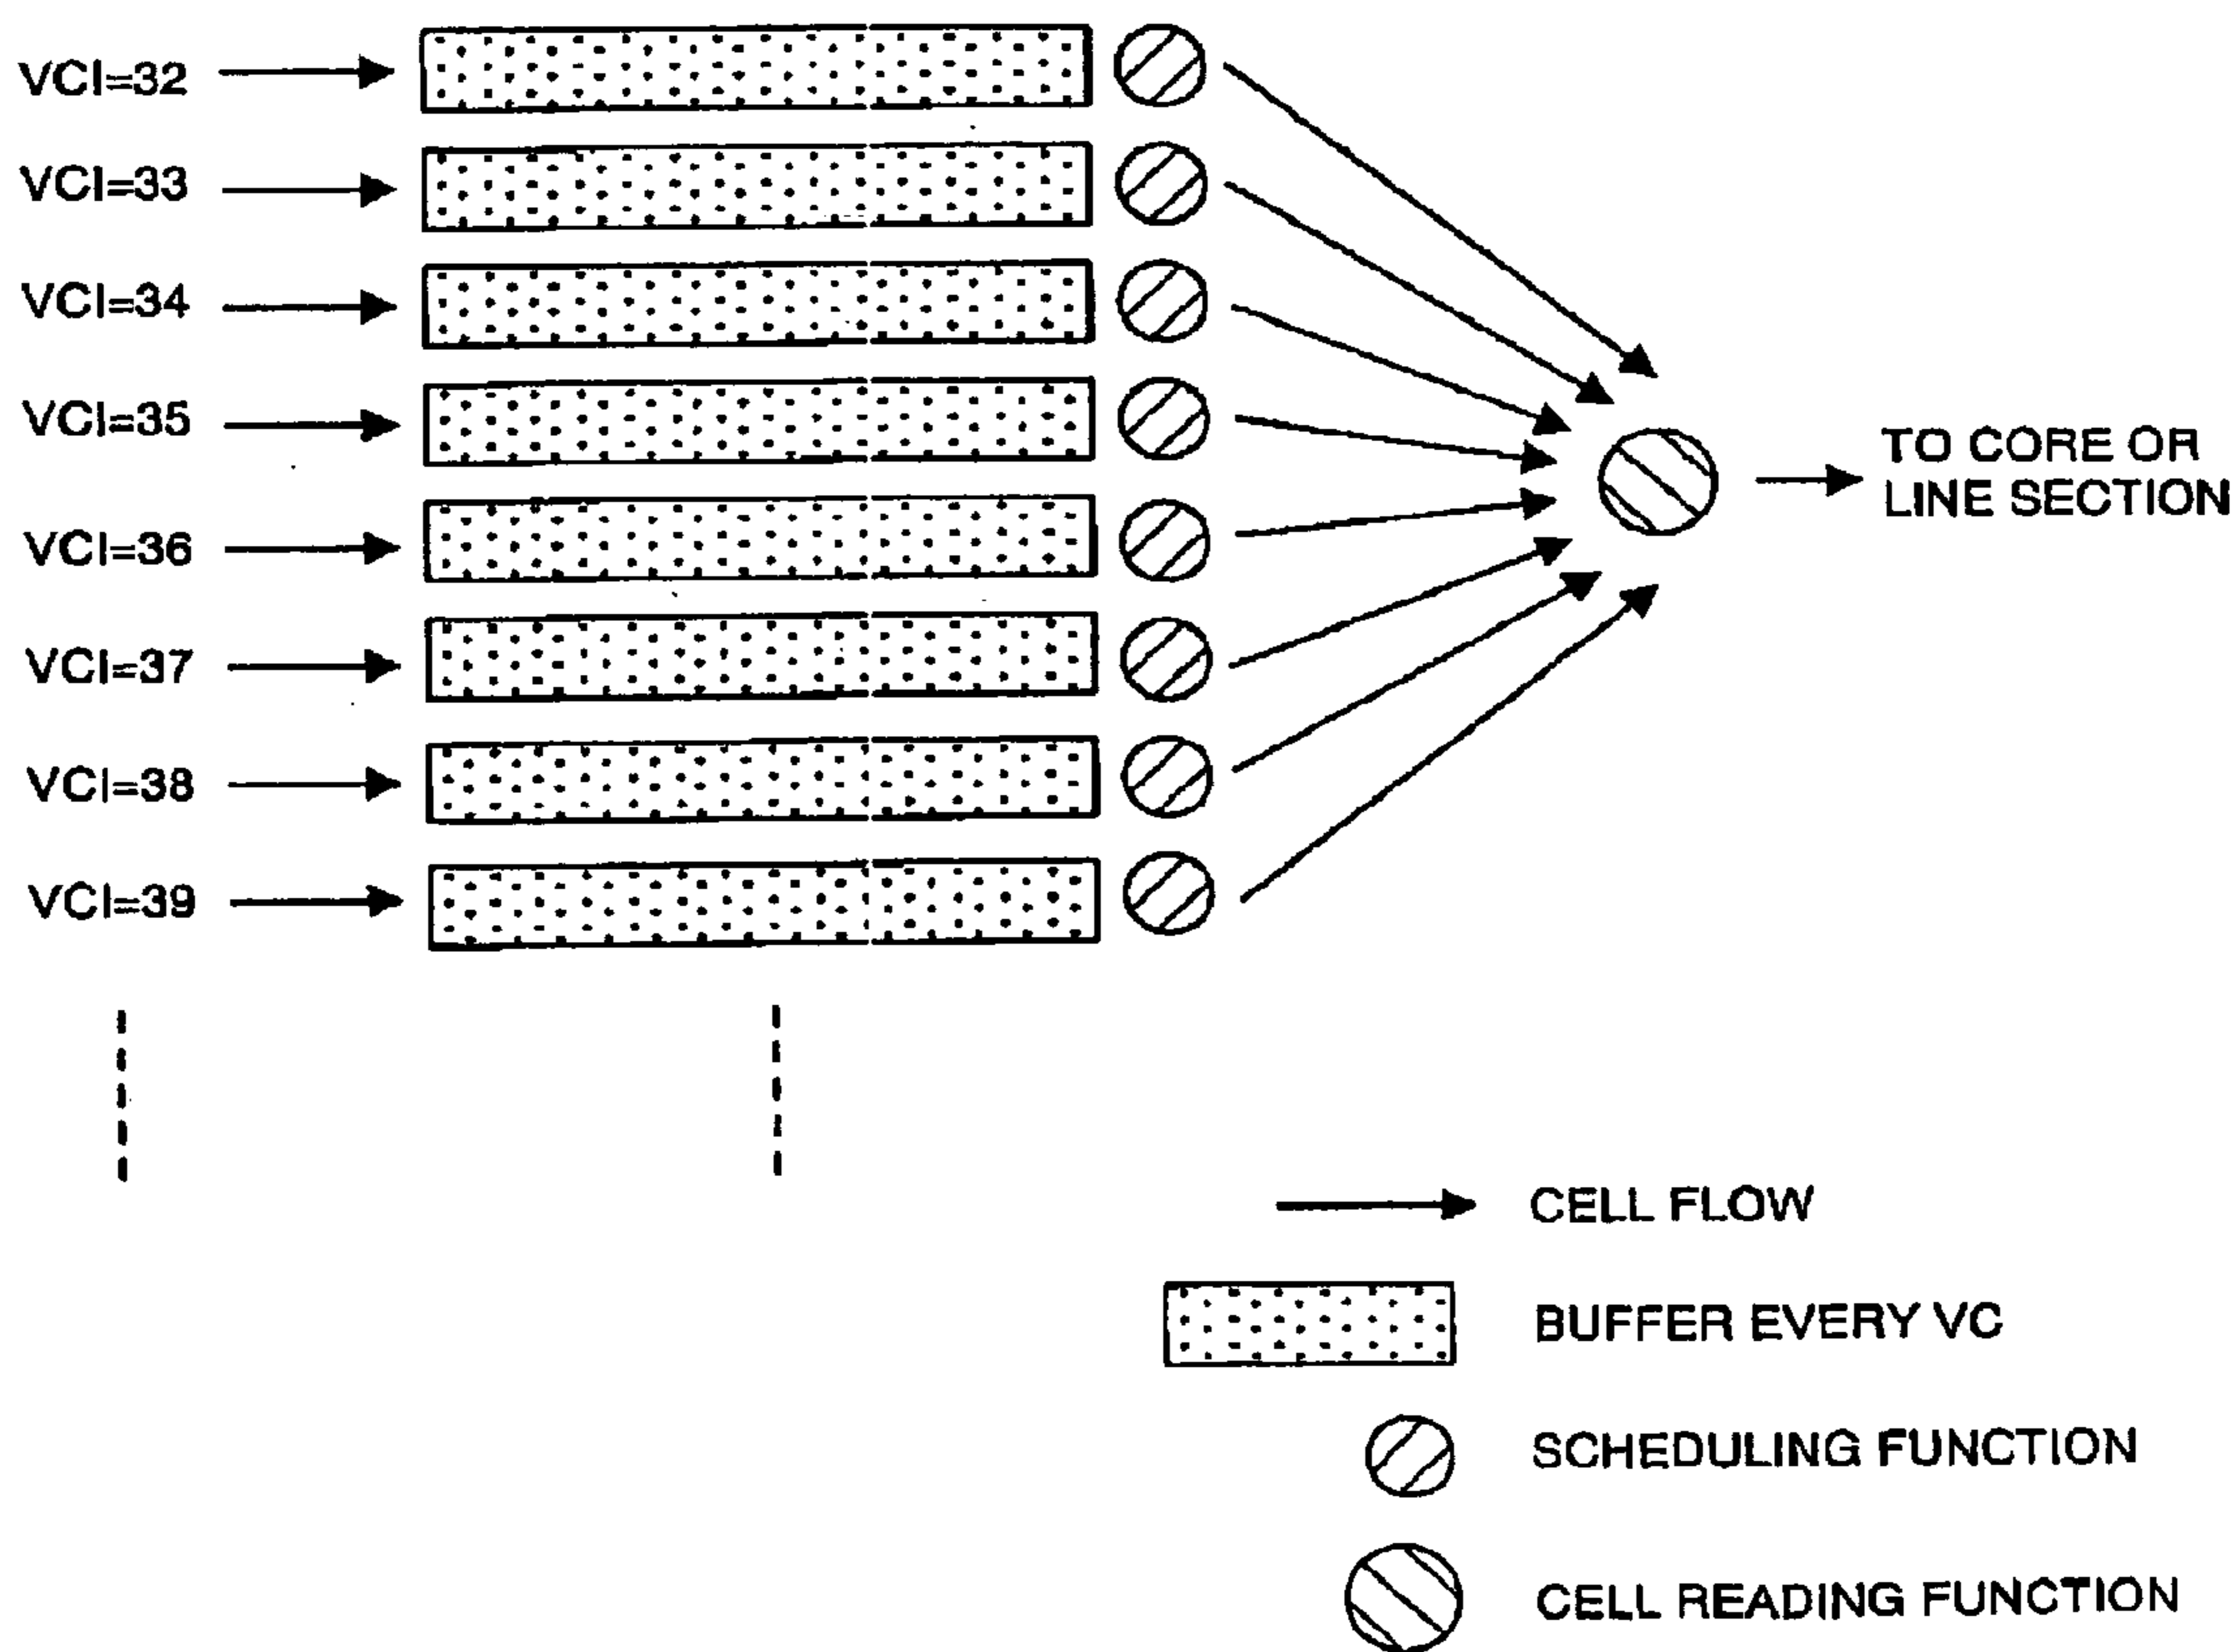 VCI=32
VCI=33
VCI=34
VCI=35
VCI=36
VCI=37
VCI=38
VCI=39
TO CORE OR
LINE SECTION
CELL FLOW
BUFFER EVERY VC
SCHEDULING FUNCTION
CELL READING FUNCTION